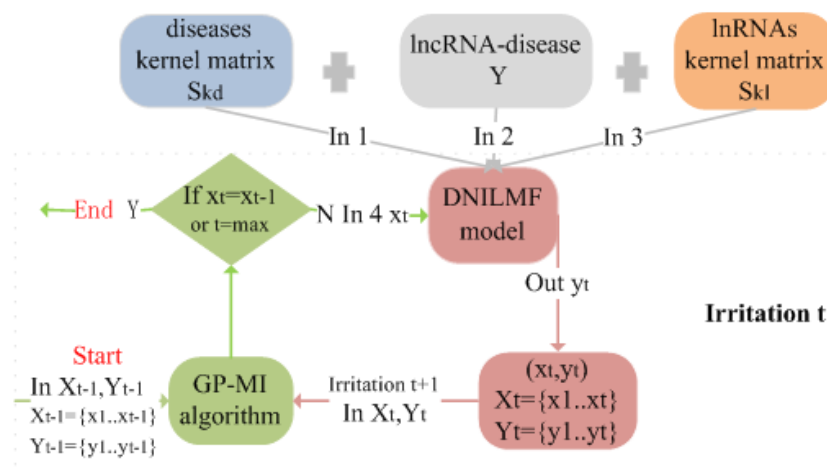 diseases
kernel matrix
Skd
lncRNA-disease
Y
lnRNAs
kernel matrix
Skl
In 1
In 2
In 3
If xt=xt-1
or t=max
End Y
N In 4 xt
DNILMF
model
Out yt
Irritation t
Start
In Xt-1,Yt-1
Xt-1={x1..xt-1}
Yt-1={y1..yt-1}
GP-MI
algorithm
Irritation t+1
In Xt,Yt
(xt,yt)
Xt={x1..xt}
Yt={y1..yt}